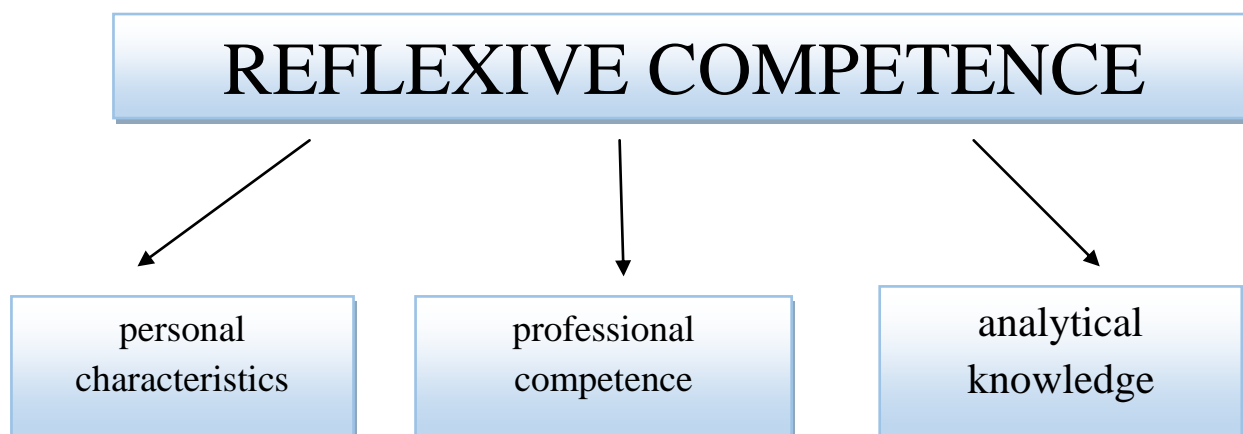 REFLEXIVE COMPETENCE
personal
characteristics
professional
competence
analytical
knowledge